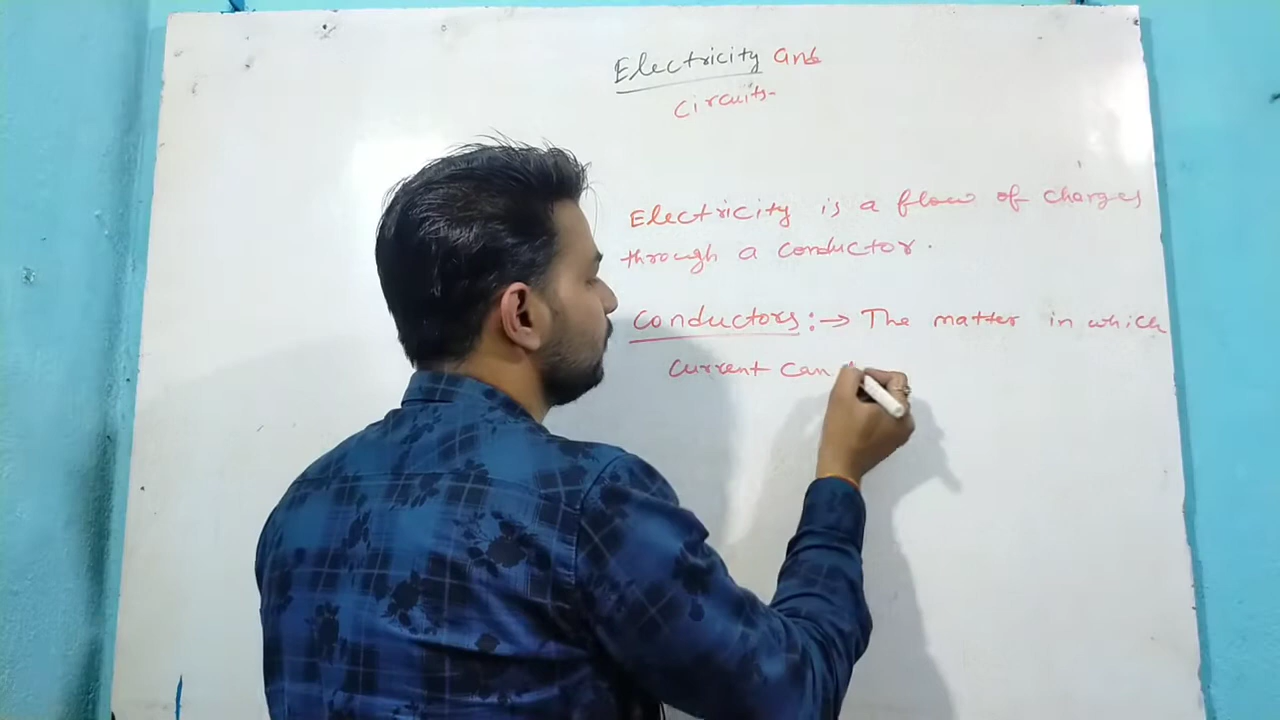 Electricity and
Circuits-
Electricity is a flow of charges
through a conductor.
Conductors:→ The matter in which
Current can